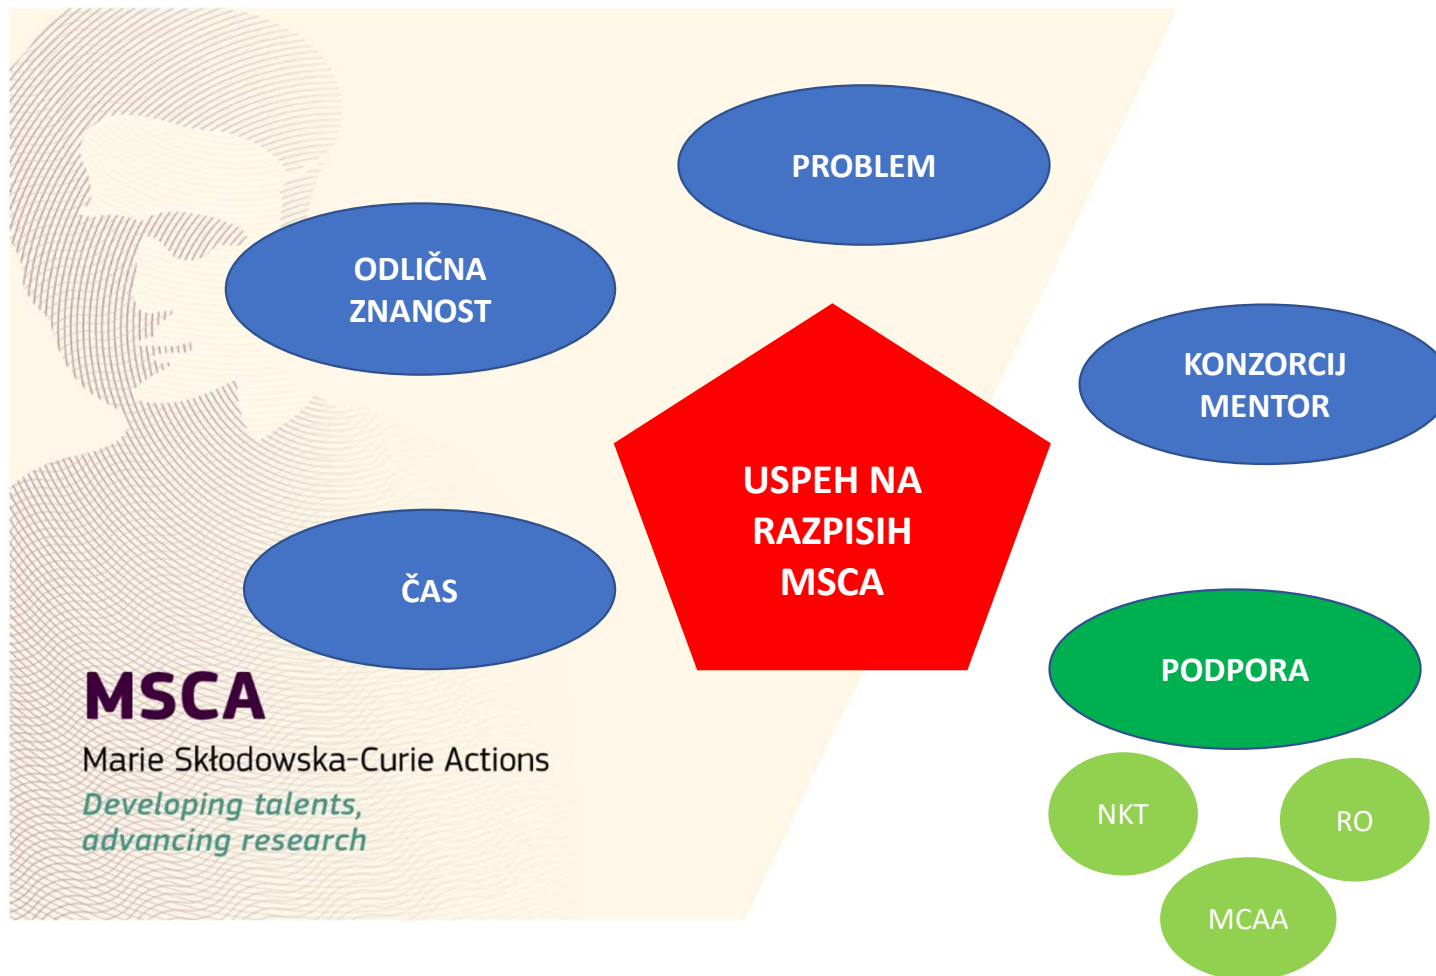 PROBLEM
ODLIČNA
ZNANOST
KONZORCIJ
MENTOR
USPEH NA
RAZPISIH
MSCA
ČAS
PODPORA
MSCA
Marie Skłodowska-Curie Actions
Developing talents,
advancing research
NKT
RO
MCAA